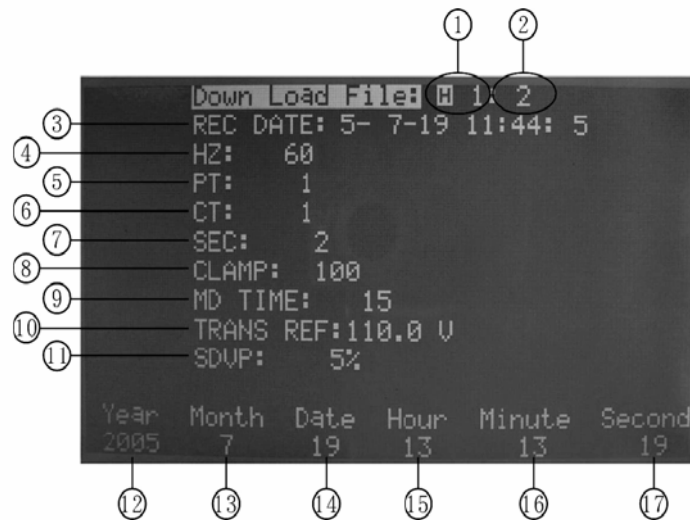 ① ②
Down Load File: H 1: 2
③ REC DATE: 5- 7-19 11:44: 5
④ HZ: 60
⑤ PT: 1
⑥ CT: 1
⑦ SEC: 2
⑧ CLAMP: 100
⑨ MD TIME: 15
⑩ TRANS REF:110.0 V
⑪ SDVP: 5%
Year Month Date Hour Minute Second
2005 7 19 13 13 19
⑫ ⑬ ⑭ ⑮ ⑯ ⑰